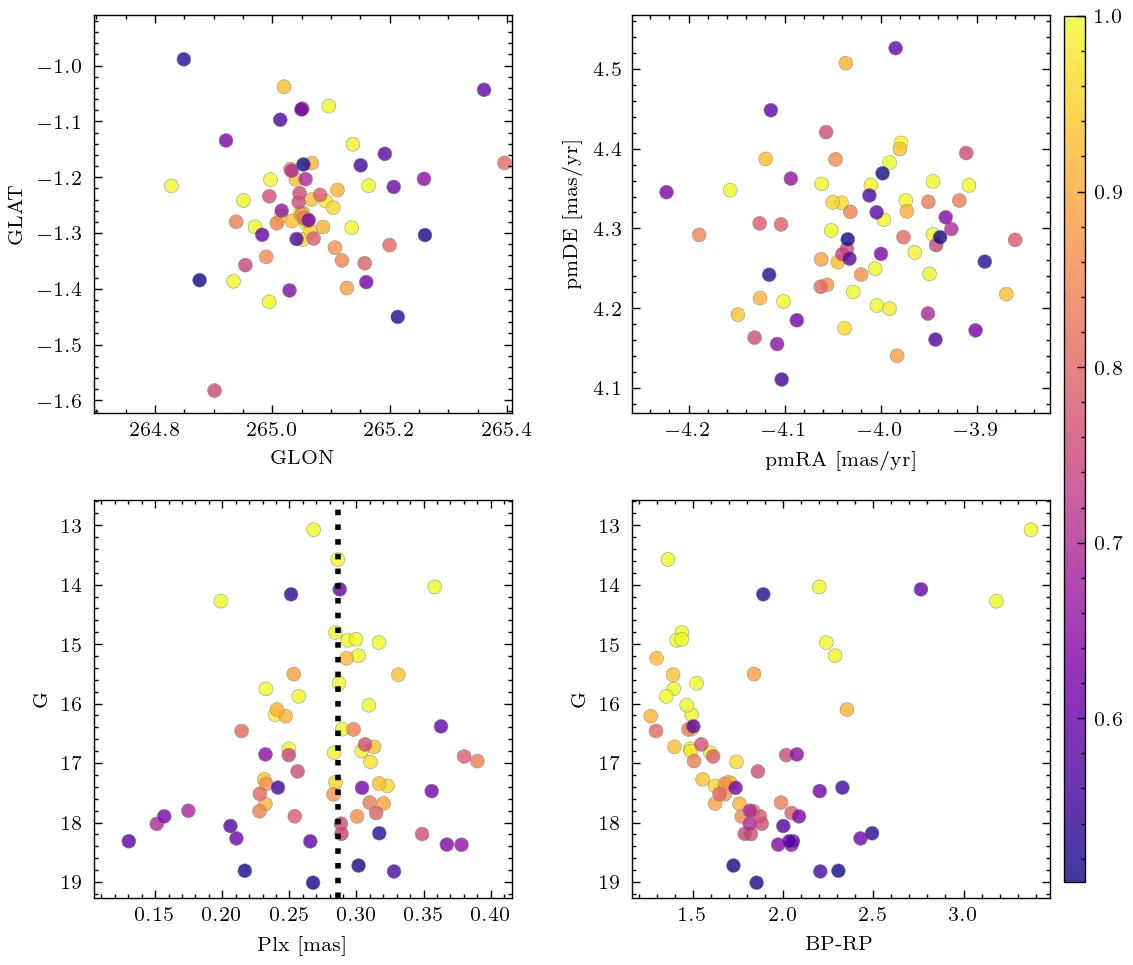 −1.0
−1.1
−1.2
−1.3
−1.4
−1.5
−1.6
GLAT
264.8 265.0 265.2 265.4
GLON
4.5
4.4
4.3
4.2
4.1
pmDE [mas/yr]
−4.2 −4.1 −4.0 −3.9
pmRA [mas/yr]
1.0
0.9
0.8
0.7
0.6
13
14
15
16
17
18
19
G
0.15 0.20 0.25 0.30 0.35 0.40
Plx [mas]
13
14
15
16
17
18
19
G
1.5 2.0 2.5 3.0
BP-RP